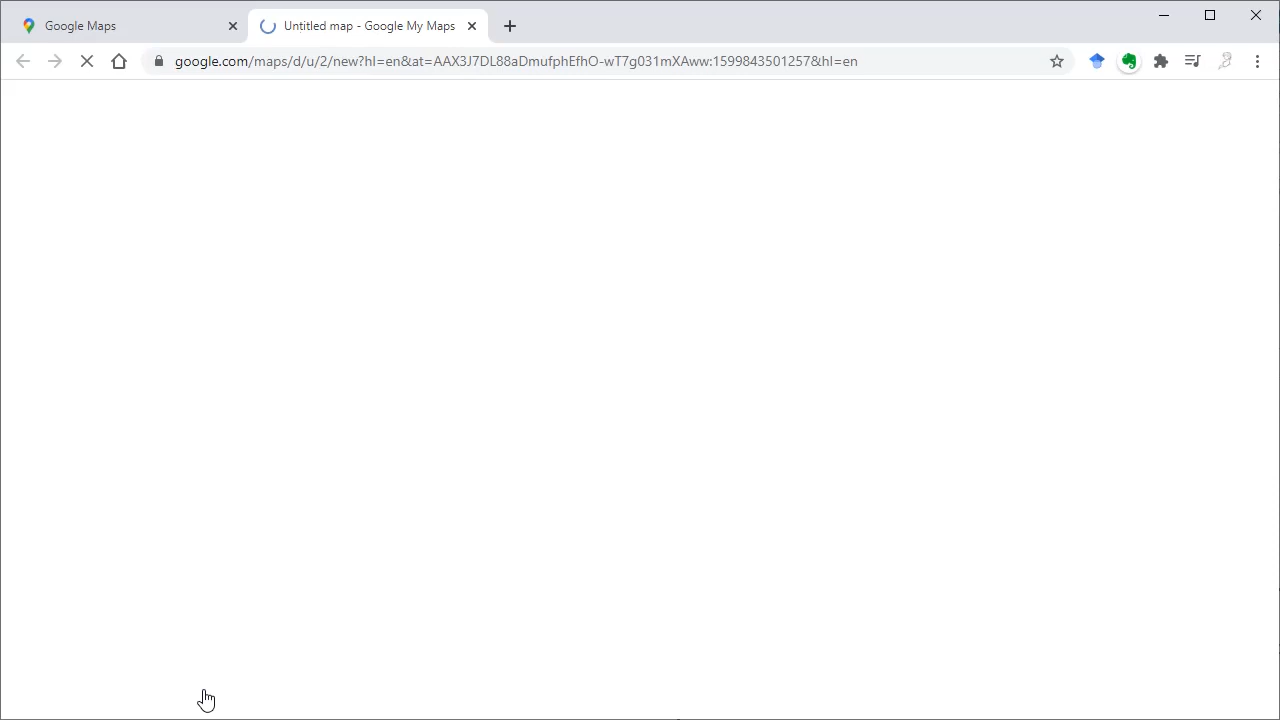 Google Maps
Untitled map - Google My Maps
google.com/maps/d/u/2/new?hl=en&at=AAX3J7DL88aLmufphEfhO-wT7g031mXAww:1599843501257&hl=en